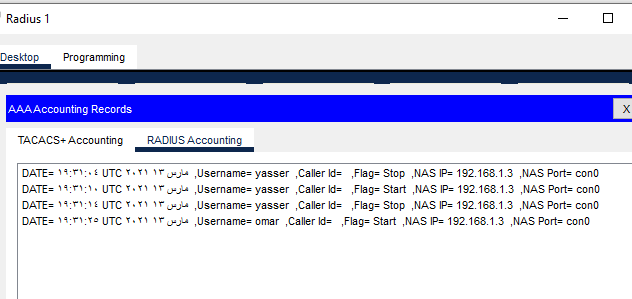 Radius 1
Desktop Programming
AAA Accounting Records X
TACACS+ Accounting RADIUS Accounting
DATE= ١٩:٣١:٠٤ UTC مارس ١٣ ٢٠٢١ ,Username= yasser ,Caller Id= ,Flag= Stop ,NAS IP= 192.168.1.3 ,NAS Port= con0
DATE= ١٩:٣١:١٠ UTC مارس ١٣ ٢٠٢١ ,Username= yasser ,Caller Id= ,Flag= Start ,NAS IP= 192.168.1.3 ,NAS Port= con0
DATE= ١٩:٣١:١٤ UTC مارس ١٣ ٢٠٢١ ,Username= yasser ,Caller Id= ,Flag= Stop ,NAS IP= 192.168.1.3 ,NAS Port= con0
DATE= ١٩:٣١:٢٥ UTC مارس ١٣ ٢٠٢١ ,Username= omar ,Caller Id= ,Flag= Start ,NAS IP= 192.168.1.3 ,NAS Port= con0